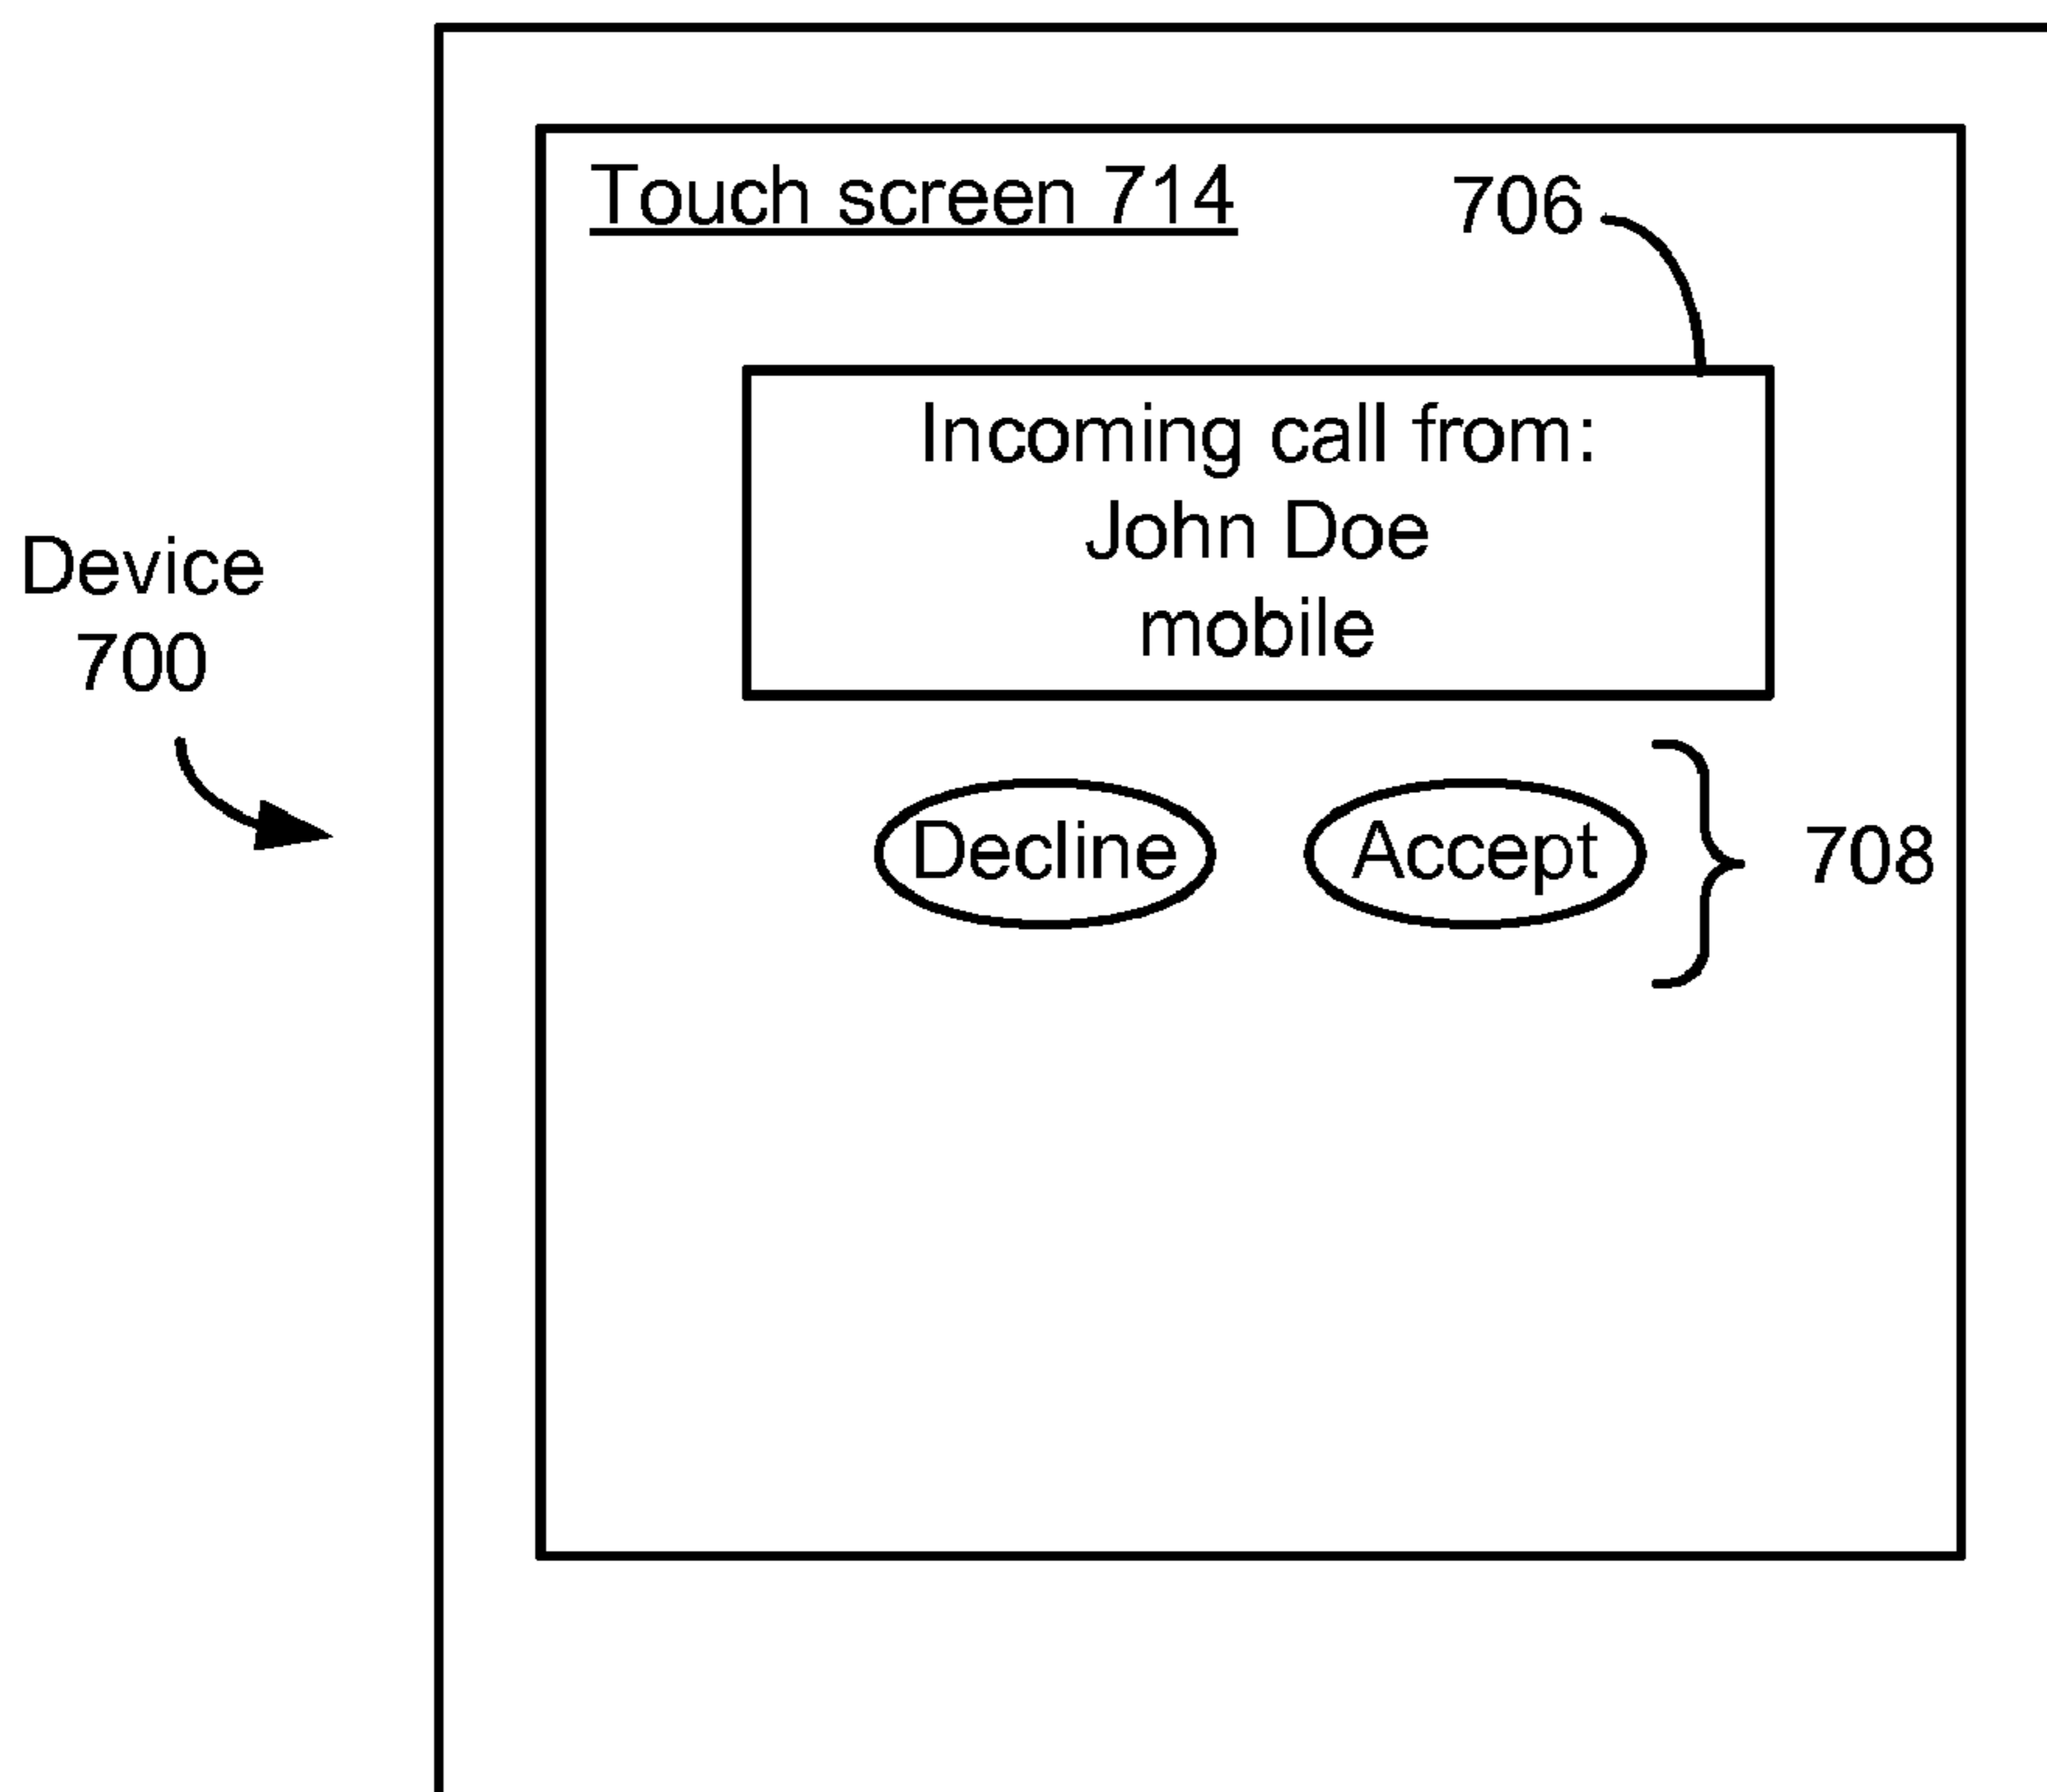 Touch screen 714
706
Incoming call from:
John Doe
mobile
Device
700
Decline
Accept
708